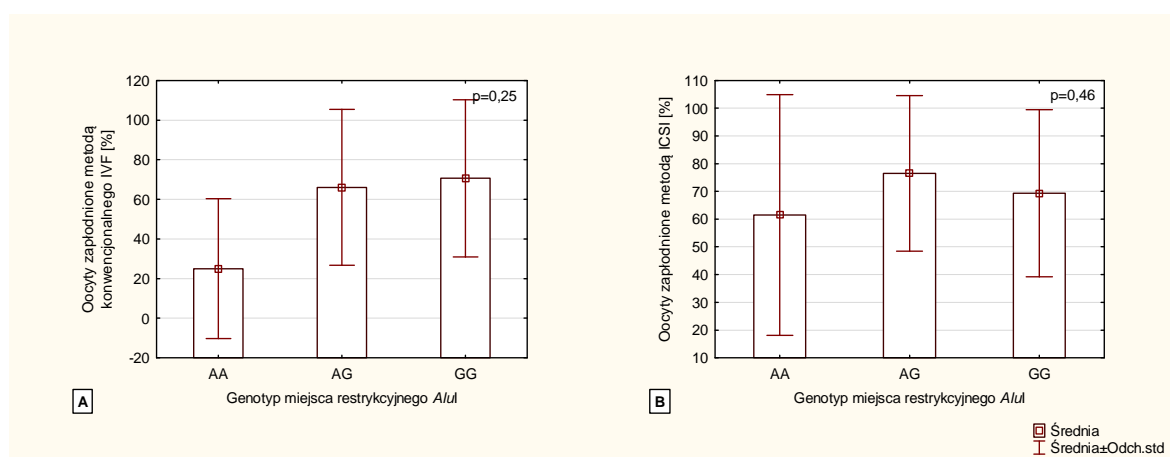 p=0,25
120
100
80
60
40
20
0
-20
Oocyty zapłodnione metodą
konwencjonalnego IVF [%]
AA AG GG
Genotyp miejsca restrykcyjnego AluI
A
p=0,46
110
100
90
80
70
60
50
40
30
20
10
Oocyty zapłodnione metodą ICSI [%]
AA AG GG
Genotyp miejsca restrykcyjnego AluI
B
Średnia
Średnia±Odch.std